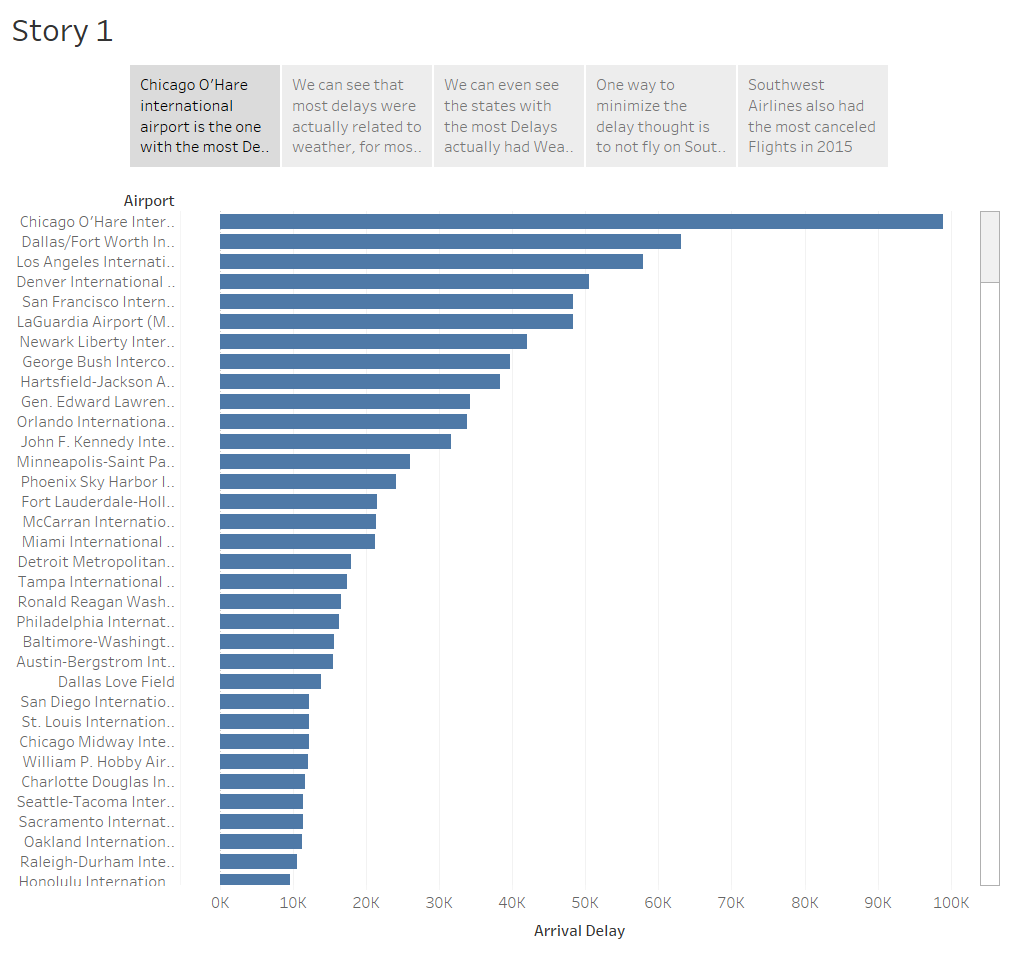 Story 1
Chicago O’Hare
international
airport is the one
with the most De..
We can see that
most delays were
actually related to
weather, for mos..
We can even see
the states with
the most Delays
actually had Wea..
One way to
minimize the
delay thought is
to not fly on Sout..
Southwest
Airlines also had
the most canceled
Flights in 2015
Airport
Chicago O’Hare Inter..
Dallas/Fort Worth In..
Los Angeles Internati..
Denver International ..
San Francisco Intern..
LaGuardia Airport (M..
Newark Liberty Inter..
George Bush Interco..
Hartsfield-Jackson A..
Gen. Edward Lawren..
Orlando Internationa..
John F. Kennedy Inte..
Minneapolis-Saint Pa..
Phoenix Sky Harbor I..
Fort Lauderdale-Holl..
McCarran Internatio..
Miami International ..
Detroit Metropolitan..
Tampa International ..
Ronald Reagan Wash..
Philadelphia Internat..
Baltimore-Washingt..
Austin-Bergstrom Int..
Dallas Love Field
San Diego Internatio..
St. Louis Internation..
Chicago Midway Inte..
William P. Hobby Air..
Charlotte Douglas In..
Seattle-Tacoma Inter..
Sacramento Internat..
Oakland Internation..
Raleigh-Durham Inte..
Honolulu Internation..
0K 10K 20K 30K 40K 50K 60K 70K 80K 90K 100K
Arrival Delay